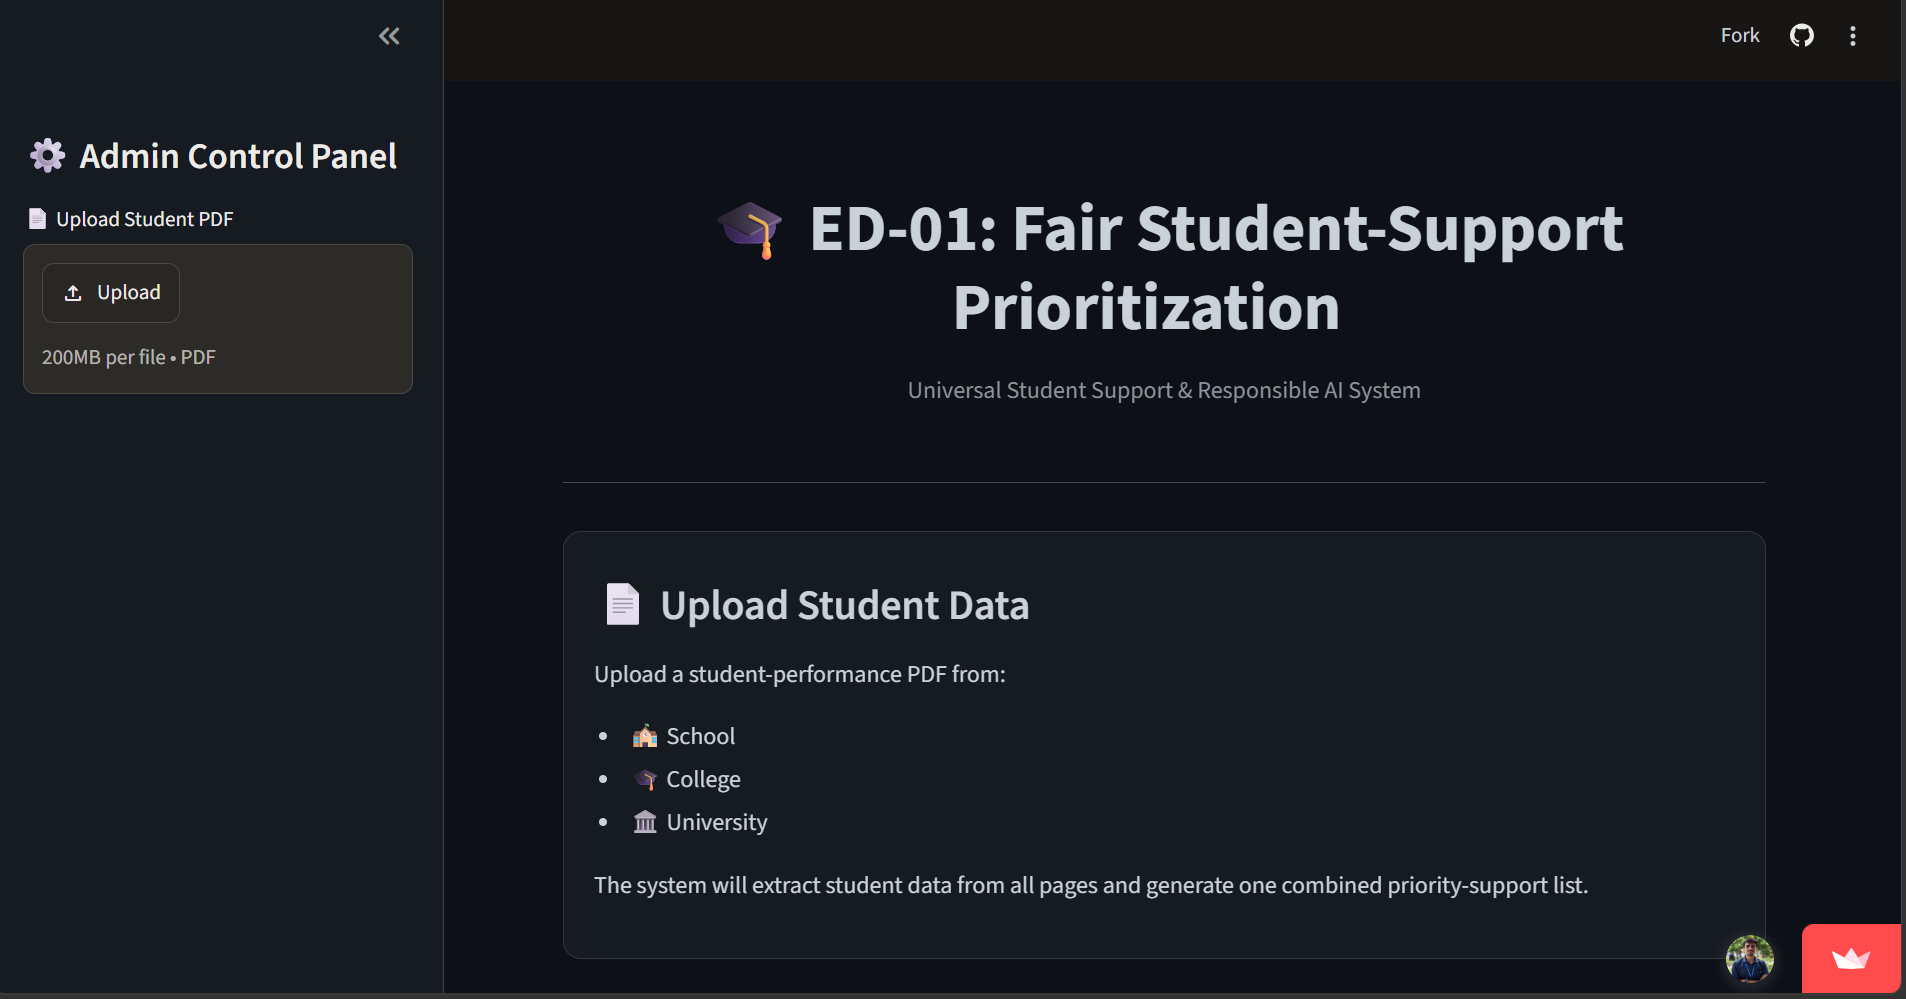 Fork
Admin Control Panel
Upload Student PDF
Upload
200MB per file • PDF
ED-01: Fair Student-Support
Prioritization
Universal Student Support & Responsible AI System
Upload Student Data
Upload a student-performance PDF from:
• School
• College
• University
The system will extract student data from all pages and generate one combined priority-support list.